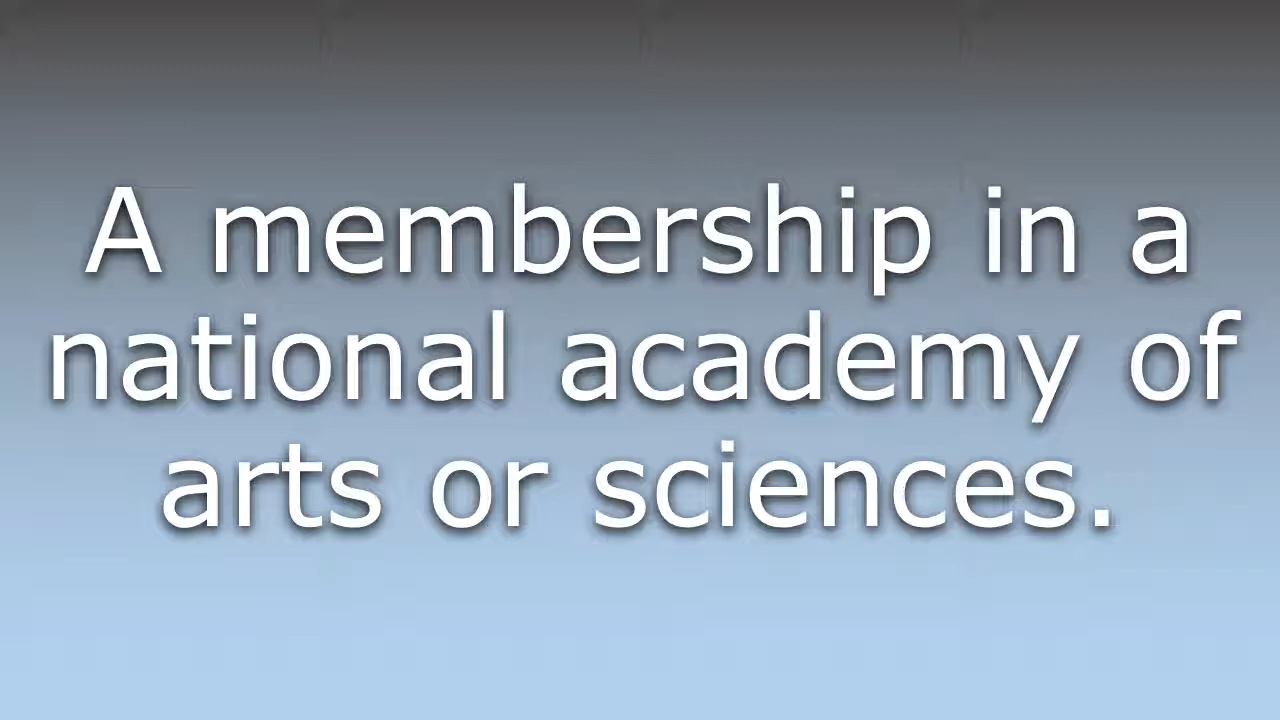 A membership in a
national academy of
arts or sciences.